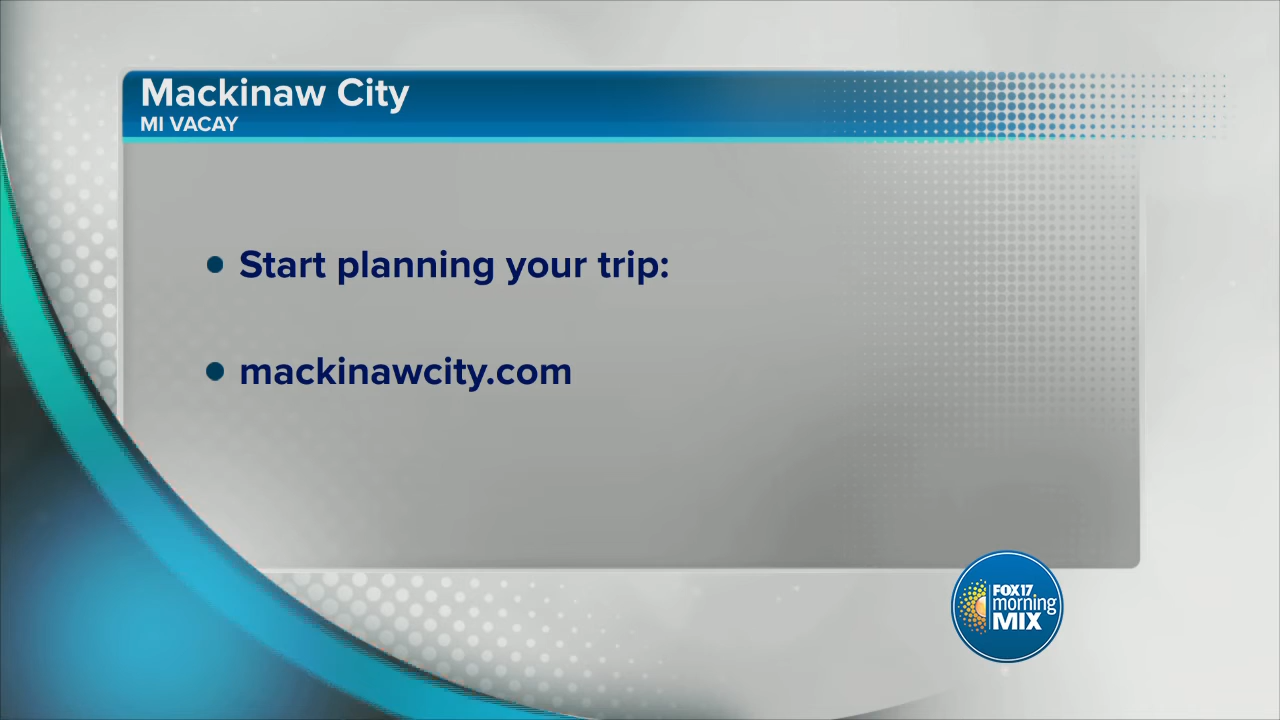 Mackinaw City
MI VACAY
Start planning your trip:
mackinawcity.com
FOX17
morning
MIX